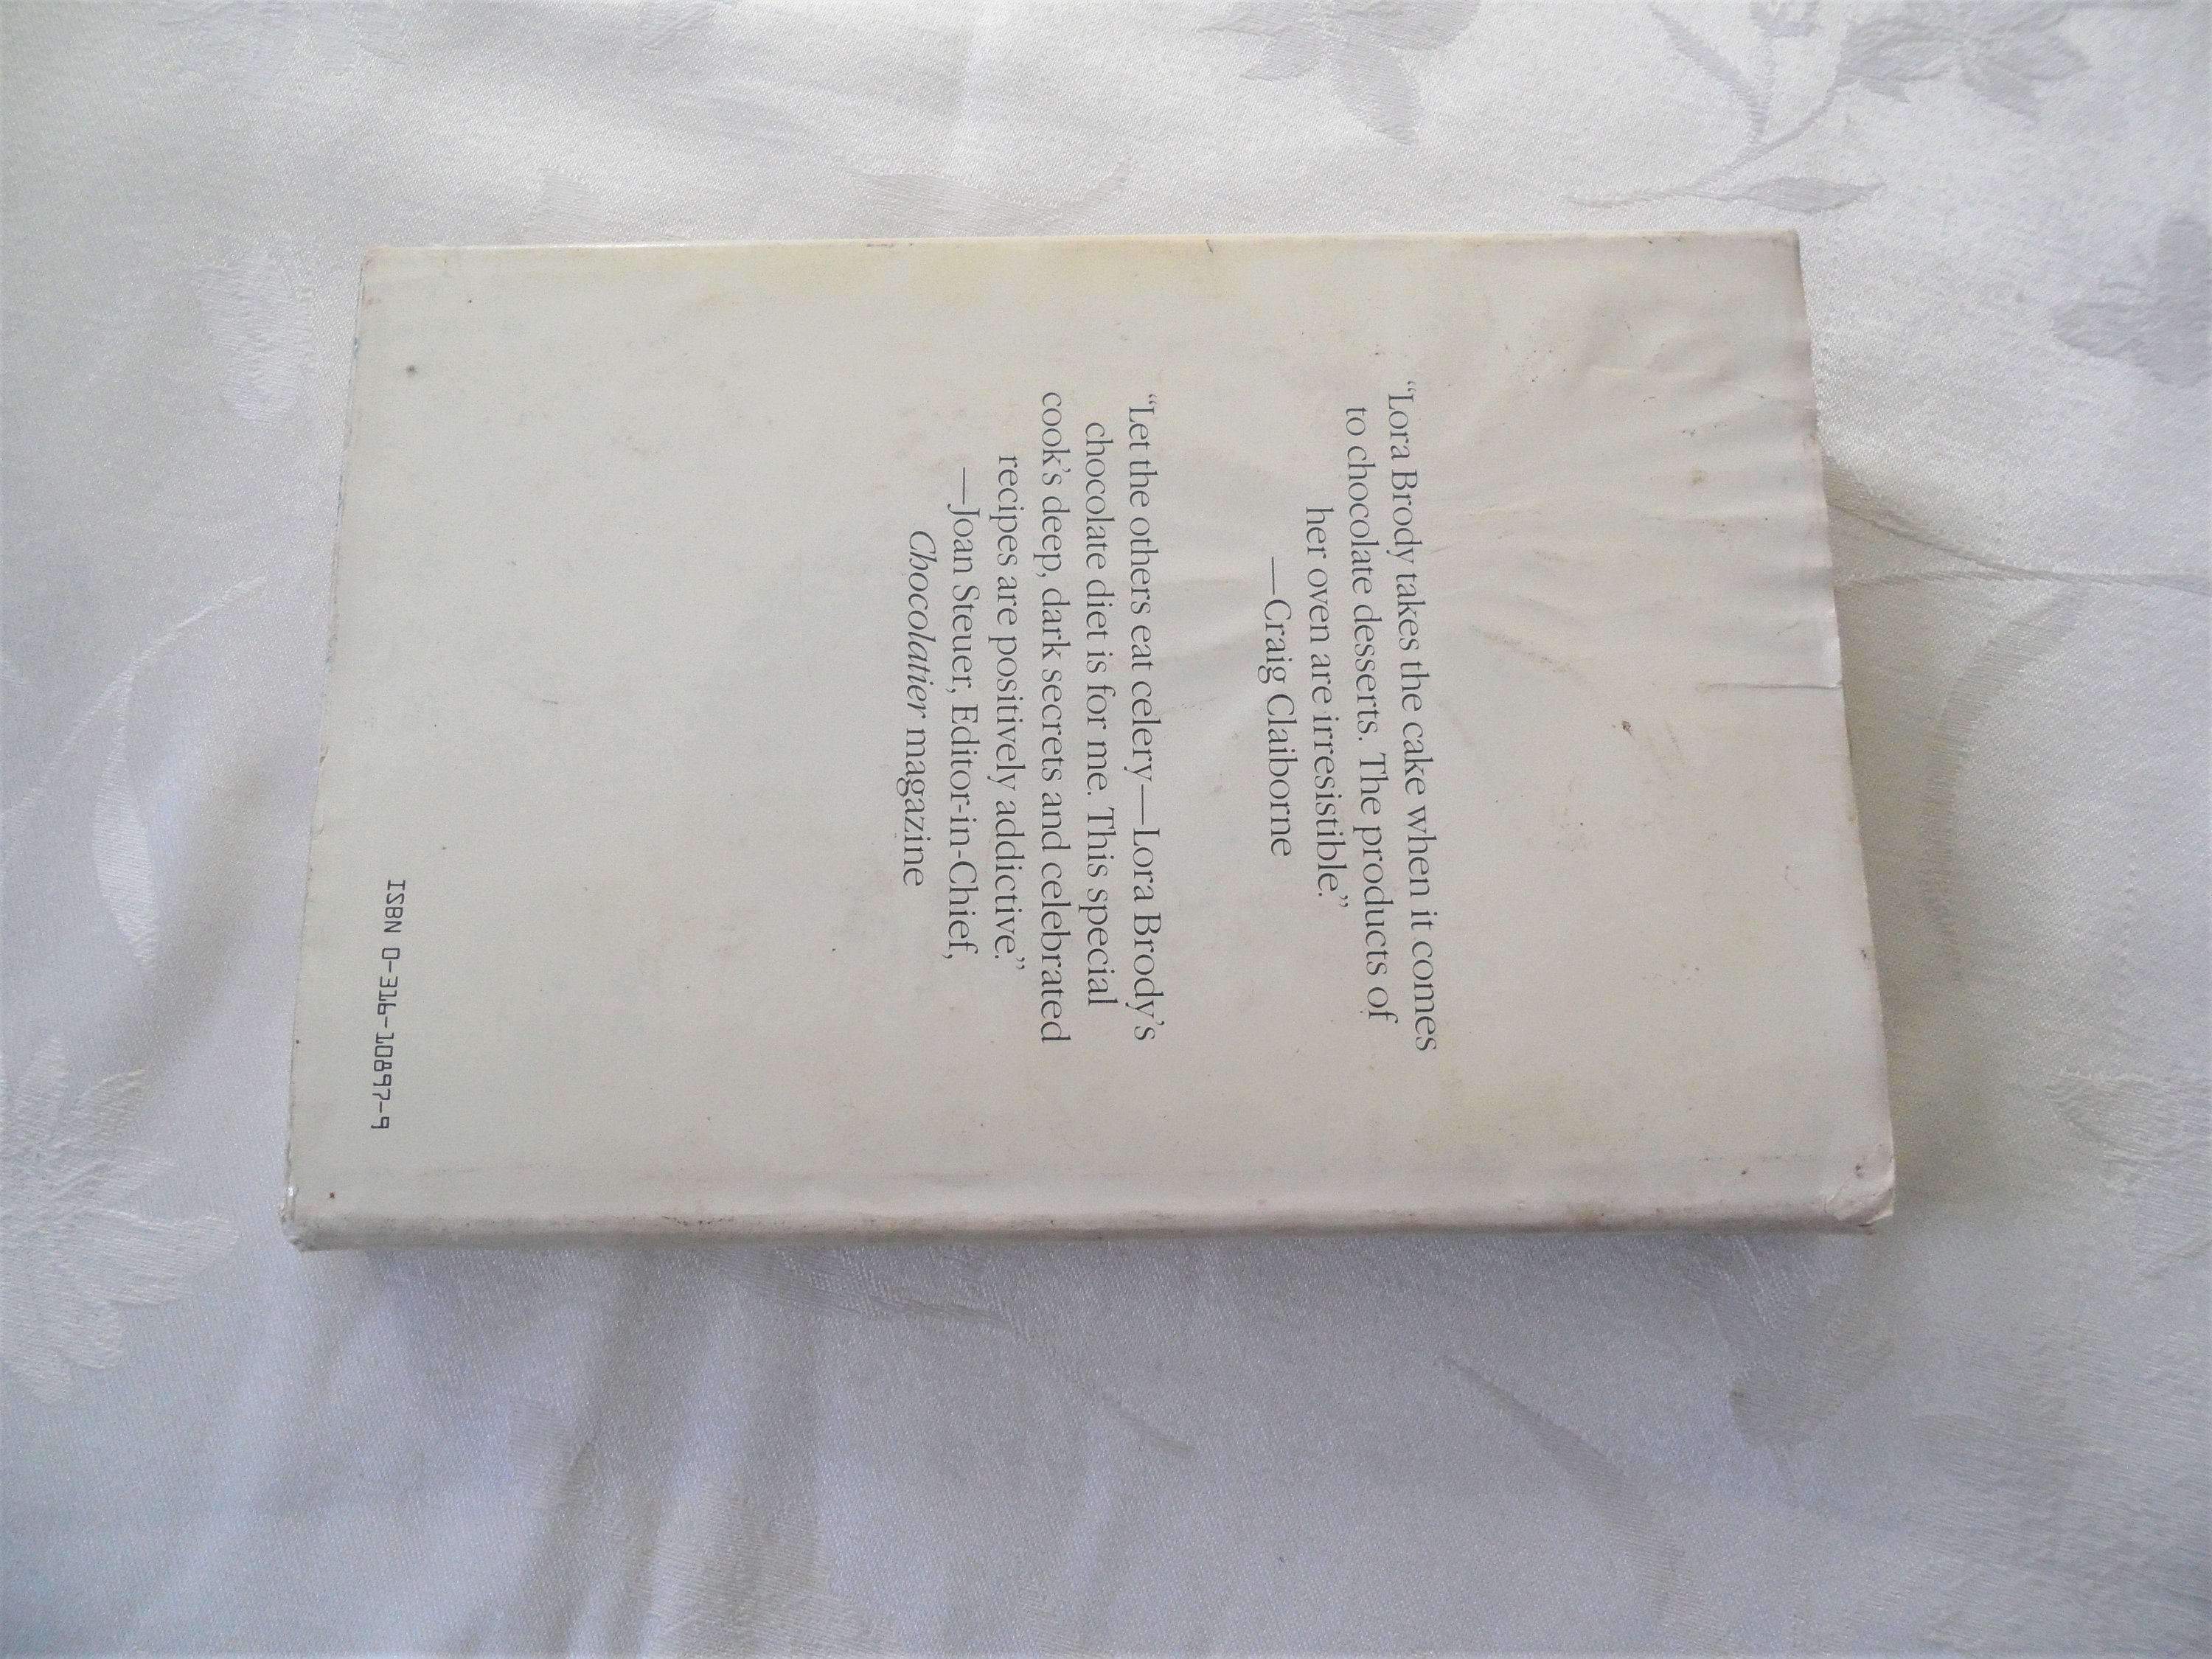 “Lora Brody takes the cake when it comes
to chocolate desserts. The products of
her oven are irresistible.”
—Craig Claiborne
“Let the others eat celery—Lora Brody’s
chocolate diet is for me. This special
cook’s deep, dark secrets and celebrated
recipes are positively addictive.”
—Joan Steuer, Editor-in-Chief,
Chocolatier magazine
ISBN 0-316-10897-9